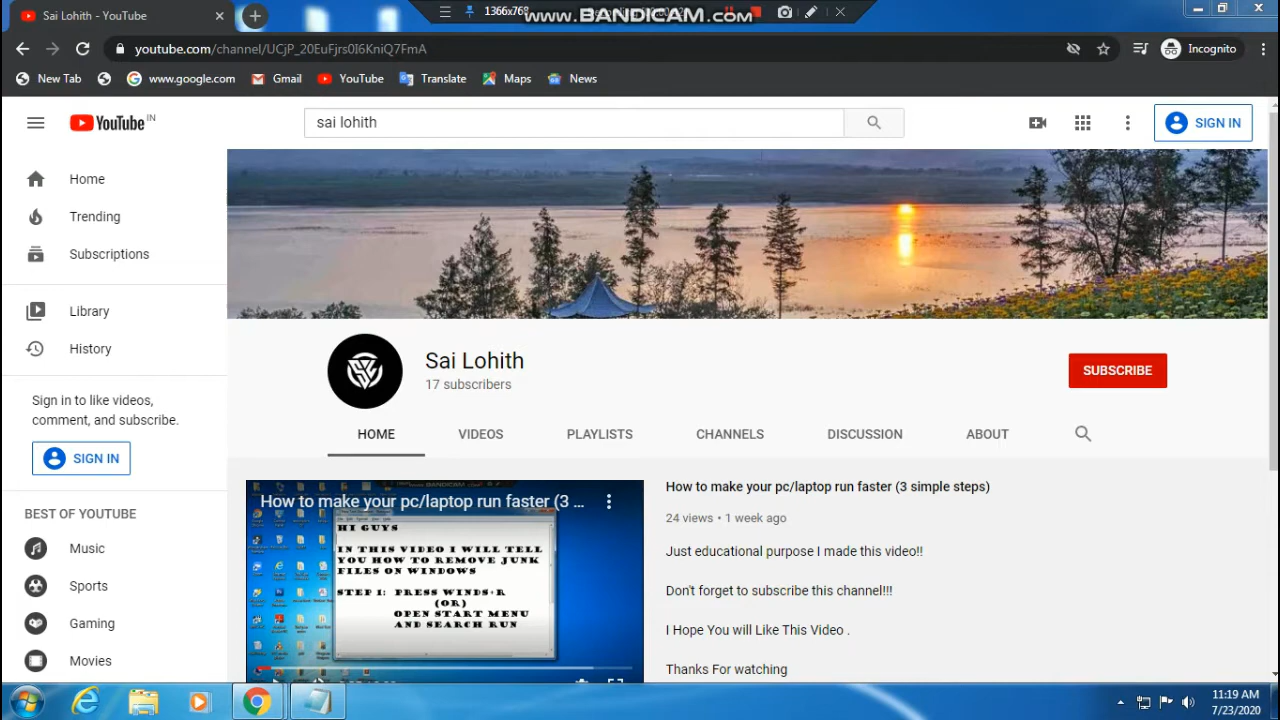 Sai Lohith - YouTube
1366x768
www.BANDICAM.com
youtube.com/channel/UCjP_20EuFjrs0I6KniQ7FmA
Incognito
New Tab
www.google.com
Gmail
YouTube
Translate
Maps
News
YouTube IN
sai lohith
SIGN IN
Home
Trending
Subscriptions
Library
History
Sign in to like videos,
comment, and subscribe.
SIGN IN
BEST OF YOUTUBE
Music
Sports
Gaming
Movies
Sai Lohith
17 subscribers
SUBSCRIBE
HOME
VIDEOS
PLAYLISTS
CHANNELS
DISCUSSION
ABOUT
How to make your pc/laptop run faster (3 ...
HI GUYS
IN THIS VIDEO I WILL TELL
YOU HOW TO REMOVE JUNK
FILES ON WINDOWS
STEP 1: PRESS WINDS+R
(OR)
OPEN START MENU
AND SEARCH RUN
How to make your pc/laptop run faster (3 simple steps)
24 views • 1 week ago
Just educational purpose I made this video!!
Don't forget to subscribe this channel!!!
I Hope You will Like This Video .
Thanks For watching
11:19 AM
7/23/2020